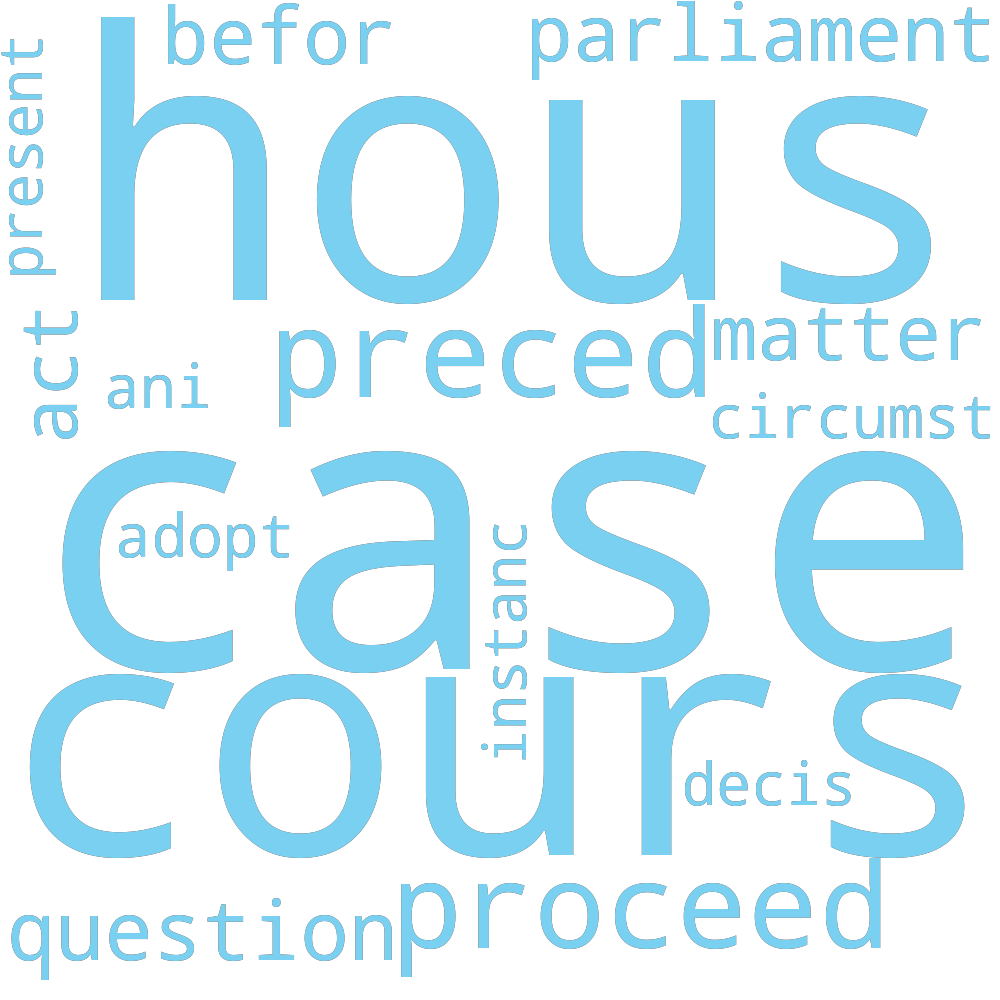 befor
parliament
present
hous
act
preced
matter
ani
circumst
case
adopt
instanc
cours
decis
question
proceed